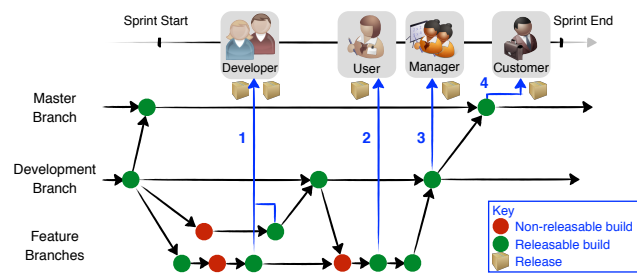 Sprint Start
Sprint End
Developer
User
Manager
Customer
Master
Branch
1
2
3
4
Development
Branch
Feature
Branches
Key
Non-releasable build
Releasable build
Release